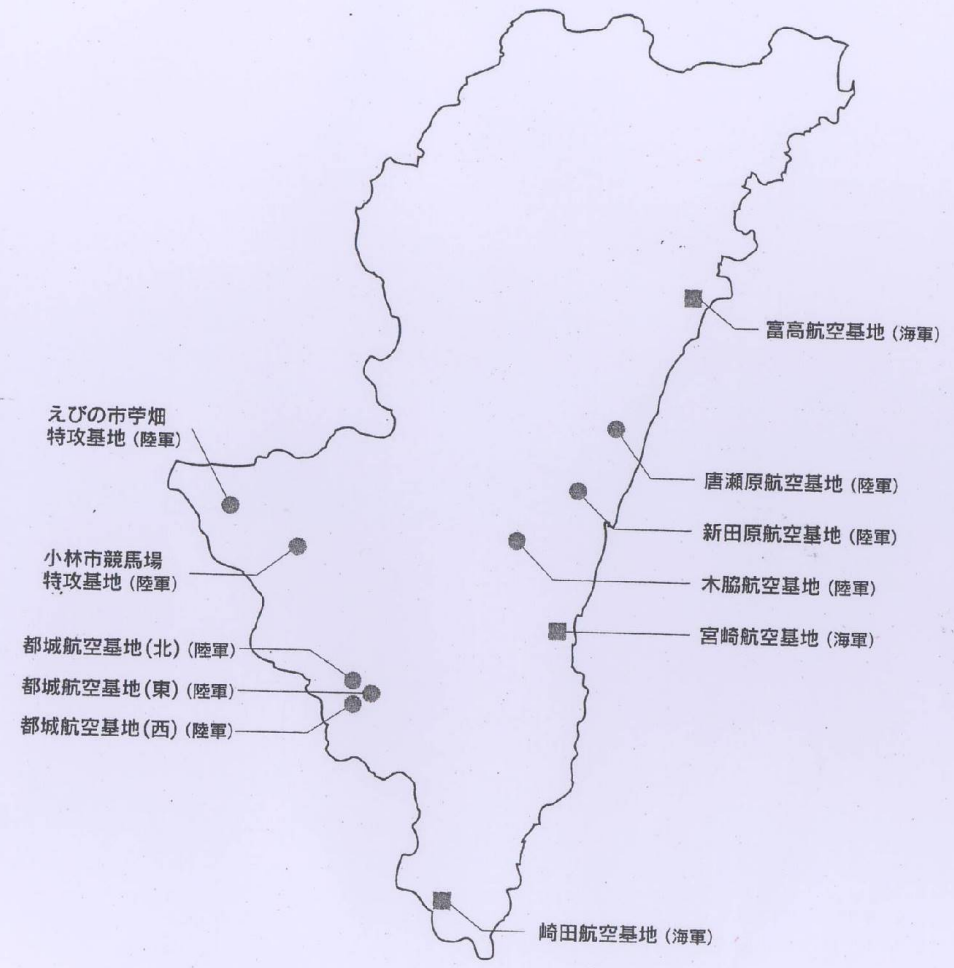 富高航空基地 (海軍)
えびの市苧畑
特攻基地 (陸軍)
唐瀬原航空基地 (陸軍)
新田原航空基地 (陸軍)
小林市競馬場
特攻基地 (陸軍)
木脇航空基地 (陸軍)
宮崎航空基地 (海軍)
都城航空基地(北) (陸軍)
都城航空基地(東) (陸軍)
都城航空基地(西) (陸軍)
崎田航空基地 (海軍)